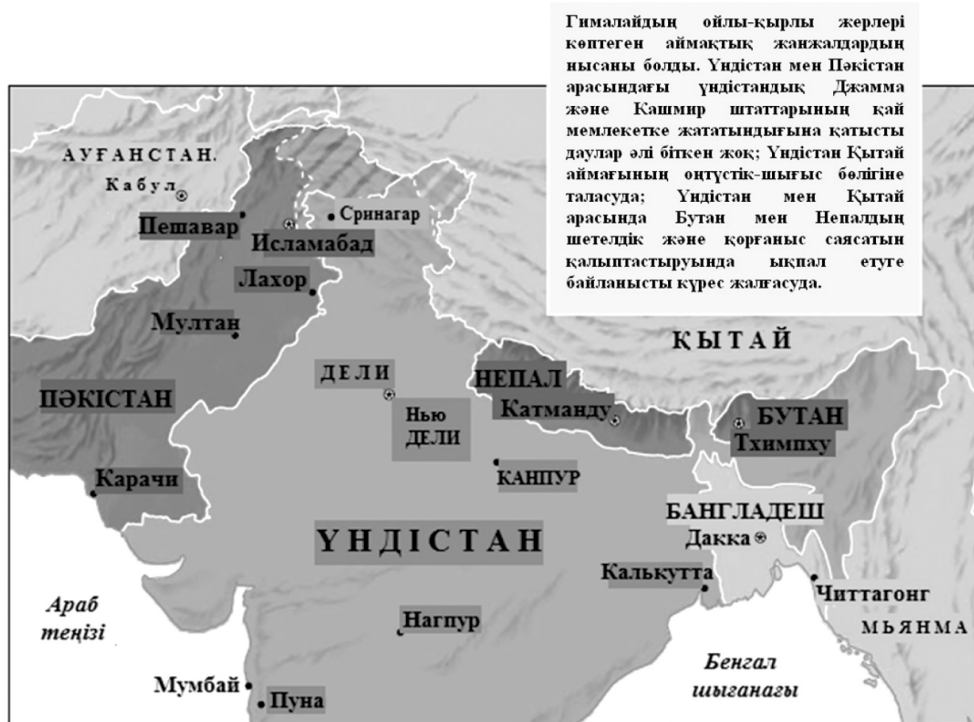 Гималайдың ойлы-қырлы жерлері
көптеген аймақтық жанжалдардың
нысаны болды. Үндістан мен Пәкістан
арасындағы үндістандық Джамма
және Кашмир штаттарының қай
мемлекетке жататындығына қатысты
даулар әлі біткен жоқ; Үндістан Қытай
аймағының оңтүстік-шығыс бөлігіне
таласуда; Үндістан мен Қытай
арасында Бутан мен Непалдың
шетелдік және қорғаныс саясатын
қалыптастыруында ықпал етуге
байланысты күрес жалғасуда.
АУҒАНСТАН.
Кабул
Пешавар
Исламабад
Сринагар
Лахор
Мултан
ҚЫТАЙ
ПӘКІСТАН
ДЕЛИ
Нью
ДЕЛИ
НЕПАЛ
Катманду
БУТАН
Тхимпху
Карачи
КАНПУР
ҮНДІСТАН
БАНГЛАДЕШ
Дакка
Калькутта
Читтагонг
Араб
теңізі
Нагпур
МЬЯНМА
Мумбай
Пуна
Бенгал
шығанағы